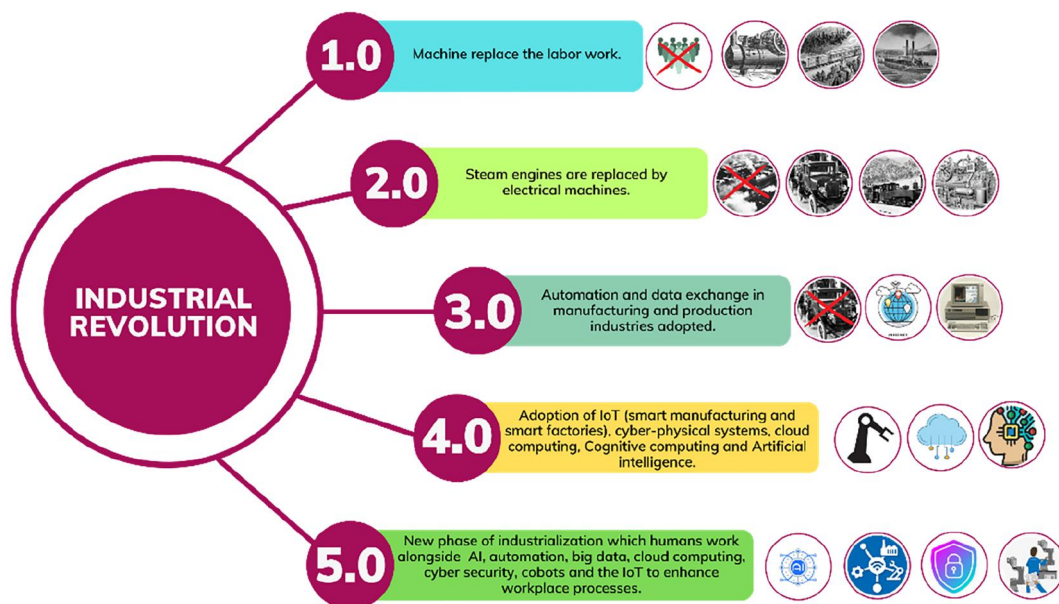 1.0
Machine replace the labor work.
2.0
Steam engines are replaced by
electrical machines.
INDUSTRIAL
REVOLUTION
3.0
Automation and data exchange in
manufacturing and production
industries adopted.
4.0
Adoption of IoT (smart manufacturing and
smart factories), cyber-physical systems, cloud
computing, Cognitive computing and Artificial
intelligence.
5.0
New phase of industrialization which humans work
alongside AI, automation, big data, cloud computing,
cyber security, cobots and the IoT to enhance
workplace processes.
AI